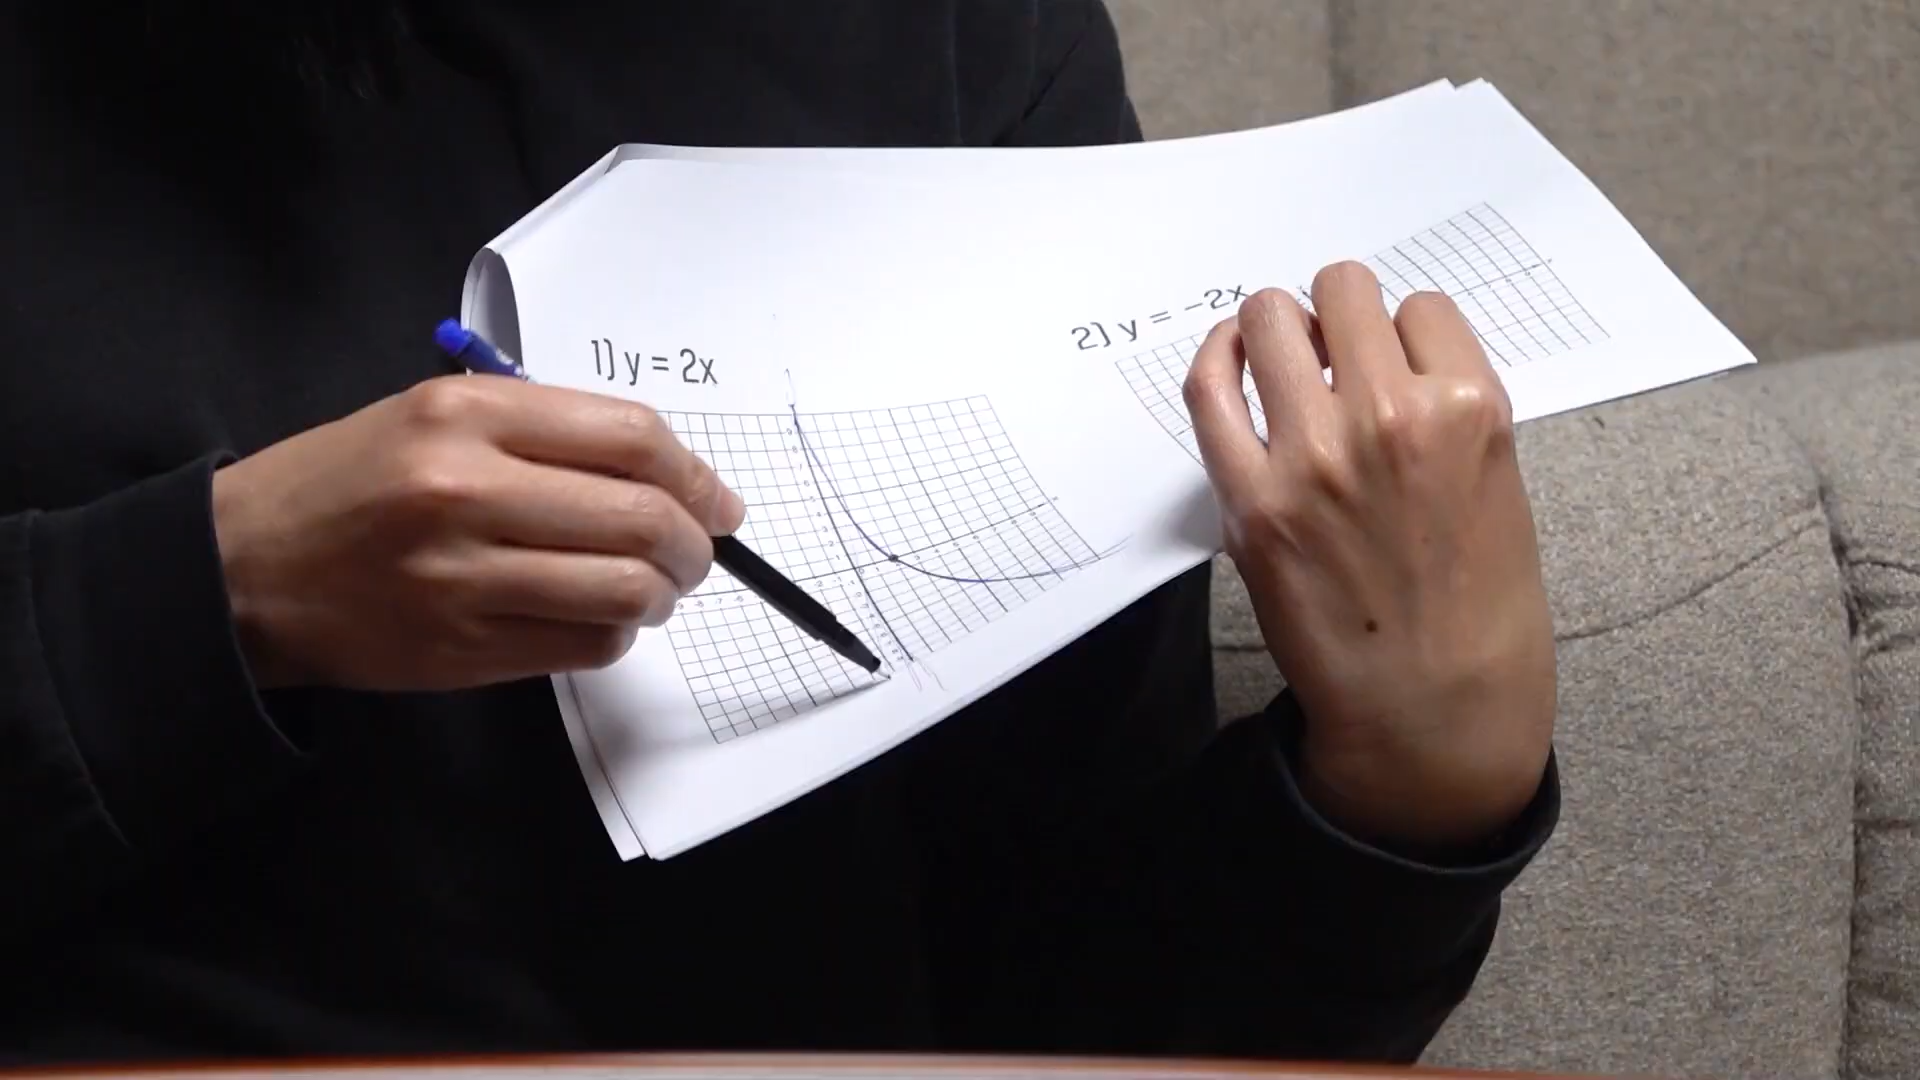 1) y = 2x
2) y = -2x